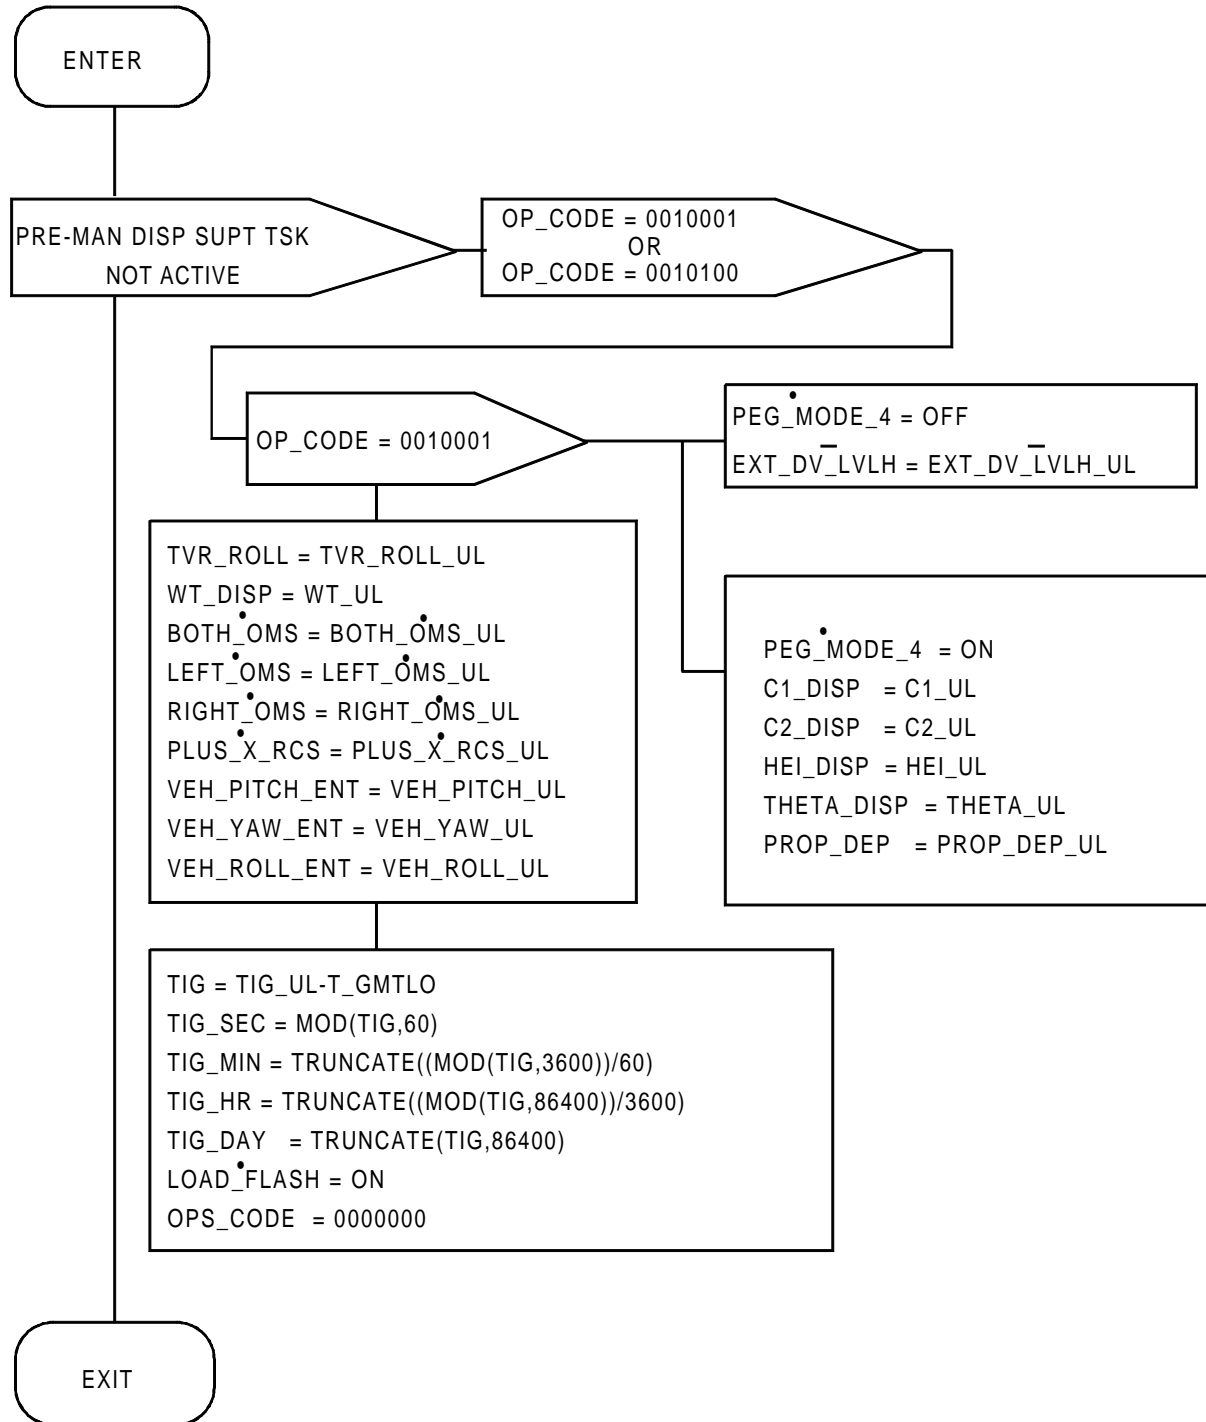 ENTER
PRE-MAN DISP SUPT TSK
NOT ACTIVE
OP_CODE = 0010001
OR
OP_CODE = 0010100
OP_CODE = 0010001
PEG_MODE_4 = OFF
EXT_DV_LVLH = EXT_DV_LVLH_UL
TVR_ROLL = TVR_ROLL_UL
WT_DISP = WT_UL
BOTH_OMS = BOTH_OMS_UL
LEFT_OMS = LEFT_OMS_UL
RIGHT_OMS = RIGHT_OMS_UL
PLUS_X_RCS = PLUS_X_RCS_UL
VEH_PITCH_ENT = VEH_PITCH_UL
VEH_YAW_ENT = VEH_YAW_UL
VEH_ROLL_ENT = VEH_ROLL_UL
PEG_MODE_4 = ON
C1_DISP = C1_UL
C2_DISP = C2_UL
HEI_DISP = HEI_UL
THETA_DISP = THETA_UL
PROP_DEP = PROP_DEP_UL
TIG = TIG_UL-T_GMTLO
TIG_SEC = MOD(TIG,60)
TIG_MIN = TRUNCATE((MOD(TIG,3600))/60)
TIG_HR = TRUNCATE((MOD(TIG,86400))/3600)
TIG_DAY = TRUNCATE(TIG,86400)
LOAD_FLASH = ON
OPS_CODE = 0000000
EXIT